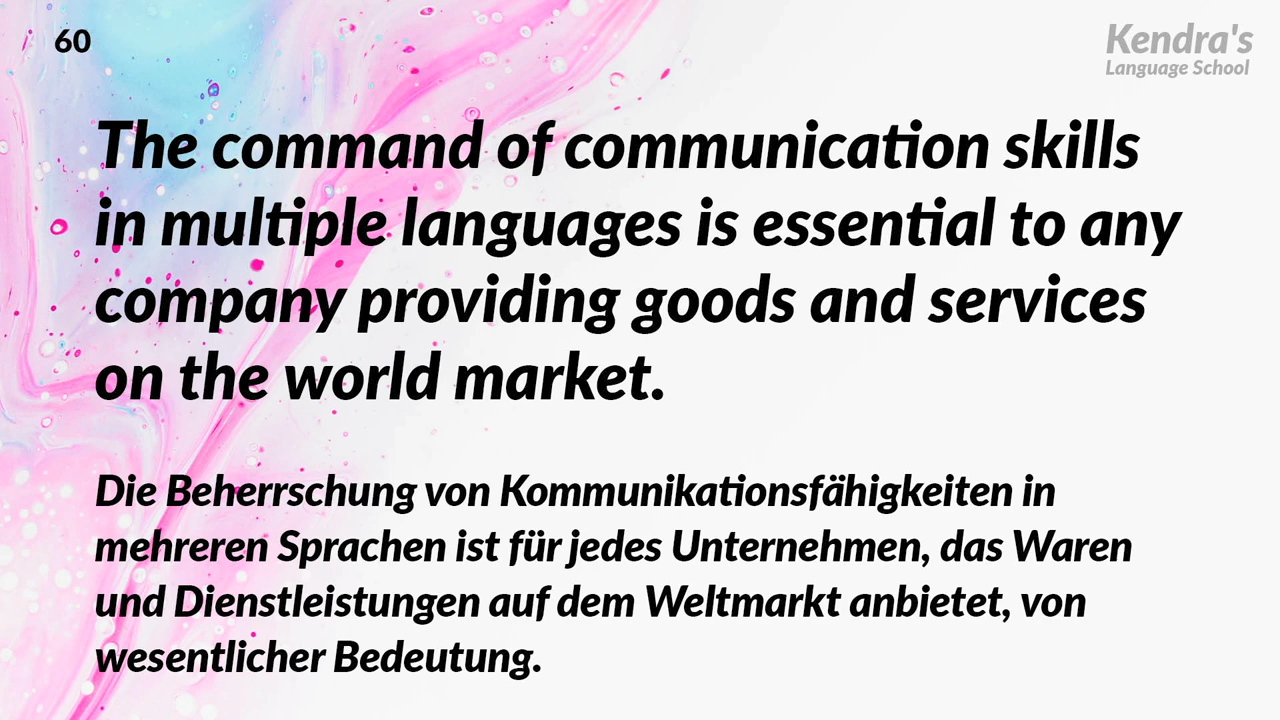 60
Kendra's
Language School
The command of communication skills
in multiple languages is essential to any
company providing goods and services
on the world market.
Die Beherrschung von Kommunikationsfähigkeiten in
mehreren Sprachen ist für jedes Unternehmen, das Waren
und Dienstleistungen auf dem Weltmarkt anbietet, von
wesentlicher Bedeutung.